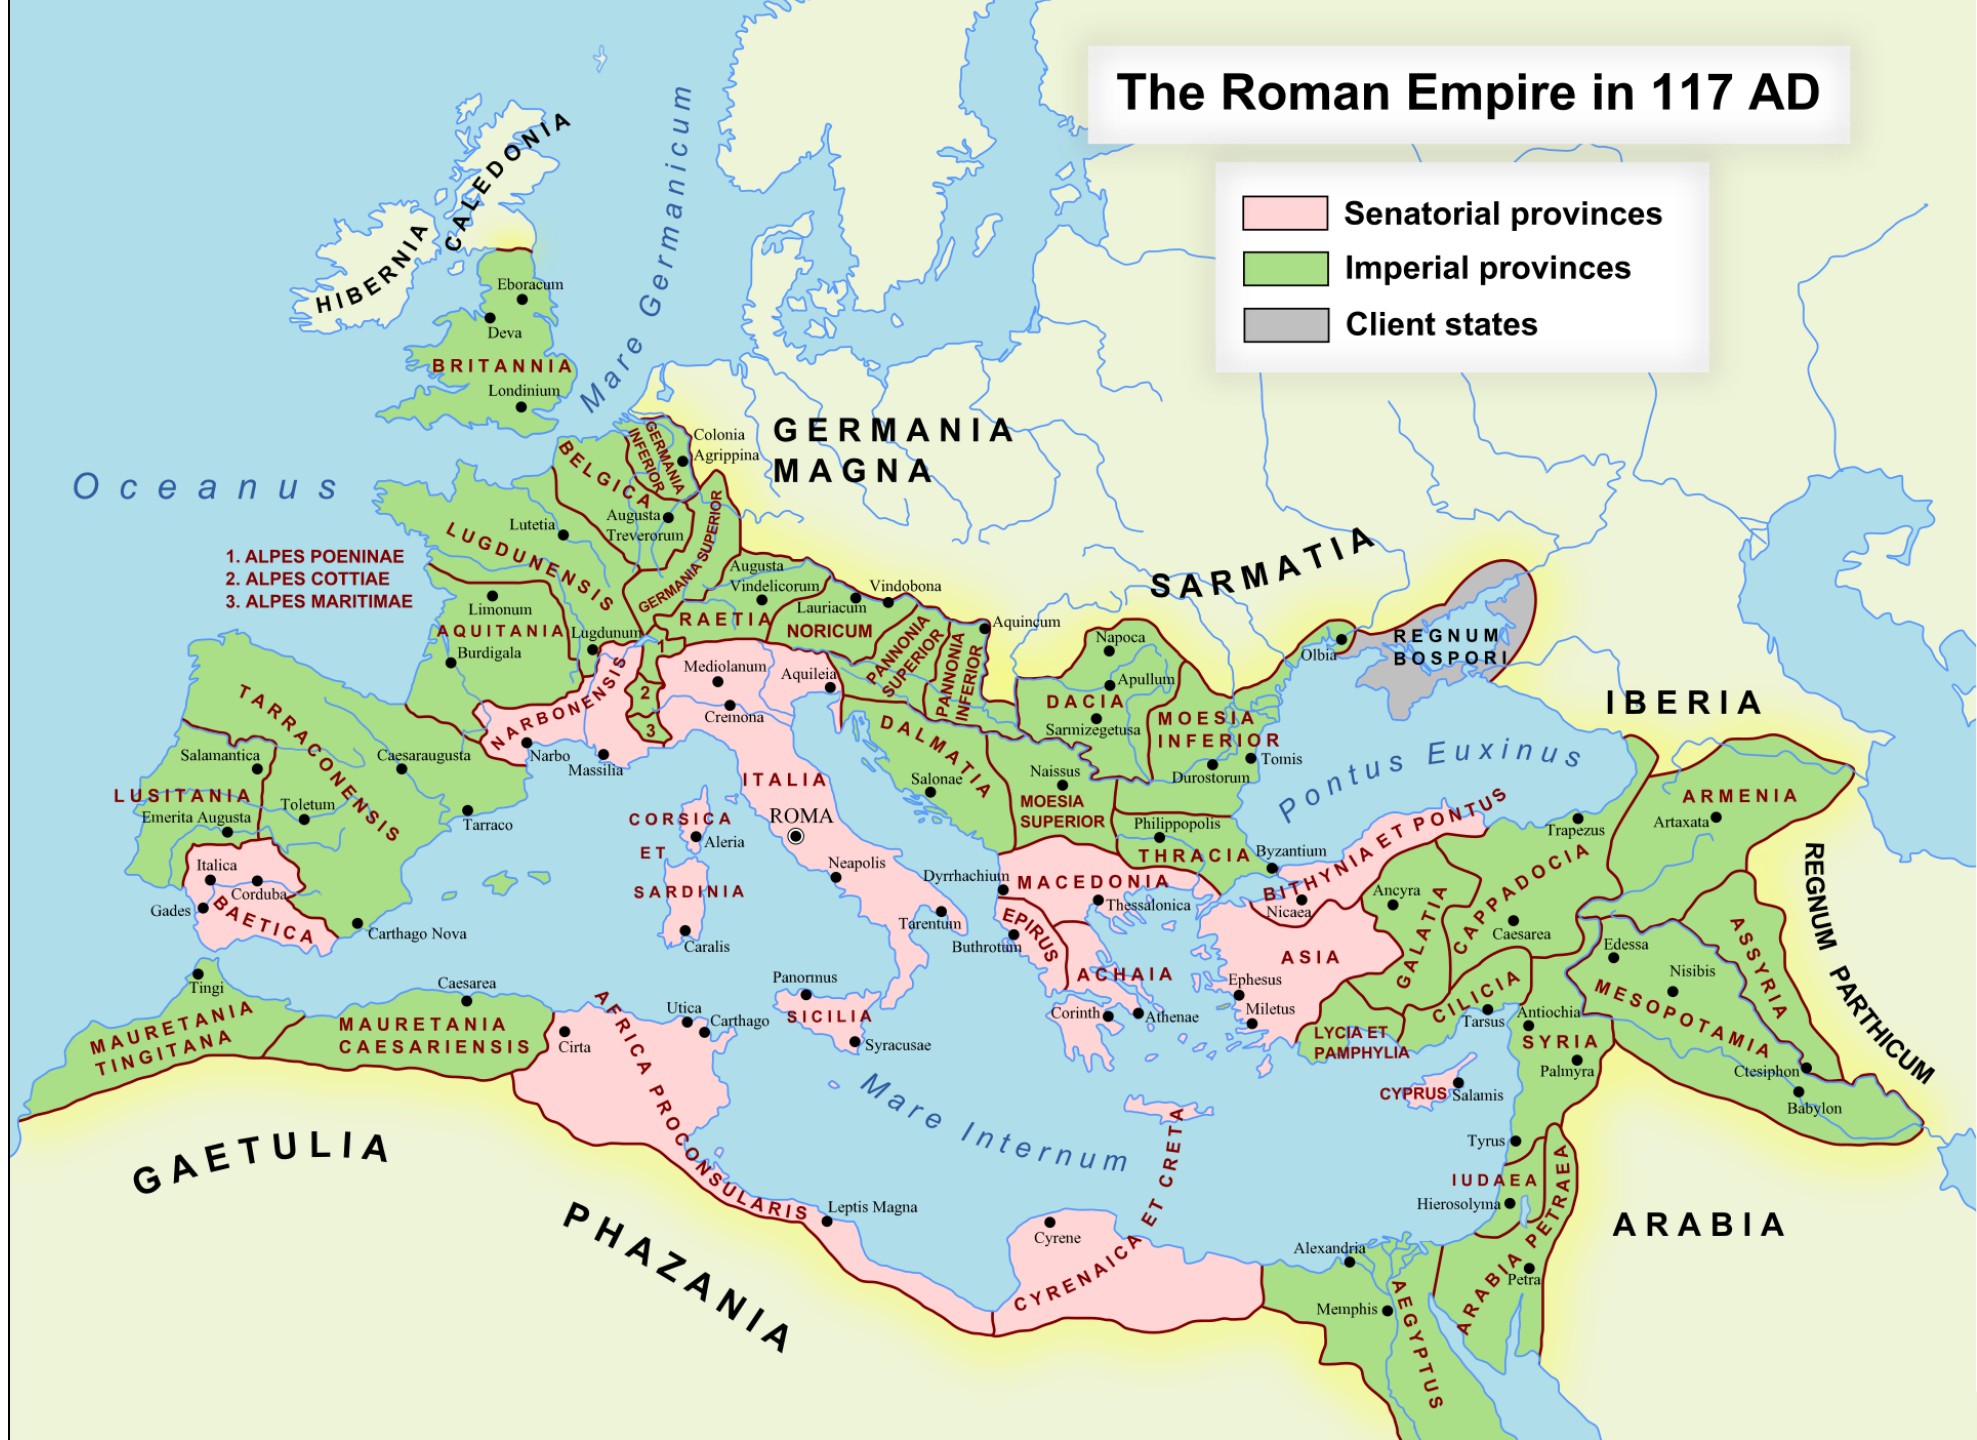 The Roman Empire in 117 AD
Senatorial provinces
Imperial provinces
Client states
CALEDONIA
HIBERNIA
Mare Germanicum
Eboracum
Deva
BRITANNIA
Londinium
Oceanus
GERMANIA
MAGNA
Colonia
Agrippina
GERMANIA
INFERIOR
BELGICA
Augusta
Treverorum
GERMANIA SUPERIOR
Lutetia
LUGDUNENSIS
1. ALPES POENINAE
2. ALPES COTTIAE
3. ALPES MARITIMAE
Limonum
AQUITANIA
Lugdunum
Burdigala
Augusta
Vindelicorum
RAETIA
Lauriacum
Vindobona
NORICUM
PANNONIA
SUPERIOR
PANNONIA
INFERIOR
Aquincum
SARMATIA
Napoca
Apullum
DACIA
Sarmizegetusa
MOESIA
INFERIOR
Durostorum
Tomis
Olbia
REGNUM
BOSPORI
IBERIA
Pontus Euxinus
1
2
3
NARBONENSIS
Narbo
Massilia
Mediolanum
Aquileia
Cremona
ITALIA
ROMA
Neapolis
Tarentum
DALMATIA
Salonae
Naissus
MOESIA
SUPERIOR
Philippopolis
THRACIA
Byzantium
TARRACONENSIS
Salamantica
Caesaraugusta
LUSITANIA
Toletum
Emerita Augusta
Tarraco
Italica
Corduba
BAETICA
Gades
Carthago Nova
CORSICA
ET
SARDINIA
Aleria
Caralis
Dyrrhachium
MACEDONIA
Thessalonica
EPIRUS
Buthrotum
ACHAIA
Corinth
Athenae
BITHYNIA ET PONTUS
Nicaea
Ancyra
GALATIA
CAPPADOCIA
Trapezus
Caesarea
ARMENIA
Artaxata
REGNUM PARTHICUM
ASSYRIA
Edessa
Nisibis
MESOPOTAMIA
Ctesiphon
Babylon
ASIA
Ephesus
Miletus
LYCIA ET
PAMPHYLIA
CILICIA
Tarsus
Antiochia
SYRIA
Palmyra
CYPRUS
Salamis
Tingi
MAURETANIA
TINGITANA
Caesarea
MAURETANIA
CAESARIENSIS
Cirta
Utica
Carthago
AFRICA PROCONSULARIS
Panormus
SICILIA
Syracusae
Mare Internum
GAETULIA
PHAZANIA
Leptis Magna
Cyrene
CYRENAICA ET CRETA
Tyrus
IUDAEA
Hierosolyma
ARABIA PETRAEA
Petra
ARABIA
Alexandria
Memphis
AEGYPTUS